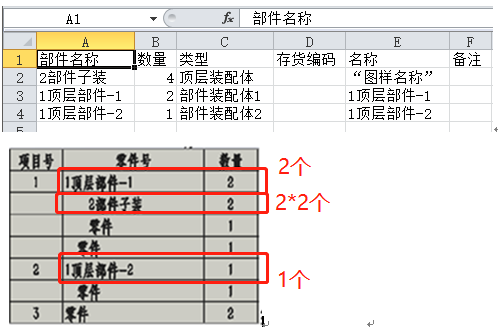 A1 fx 部件名称
A B C D E F
1 部件名称 数量 类型 存货编码 名称 备注
2 2部件子装 4 顶层装配体 “图样名称”
3 1顶层部件-1 2 部件装配体1 1顶层部件-1
4 1顶层部件-2 1 部件装配体2 1顶层部件-2
5
项目号 零件号 数量
2个
1 1顶层部件-1 2
2部件子装 2
2*2个
零件 1
零件 1
2 1顶层部件-2 1
1个
零件 1
3 零件 2